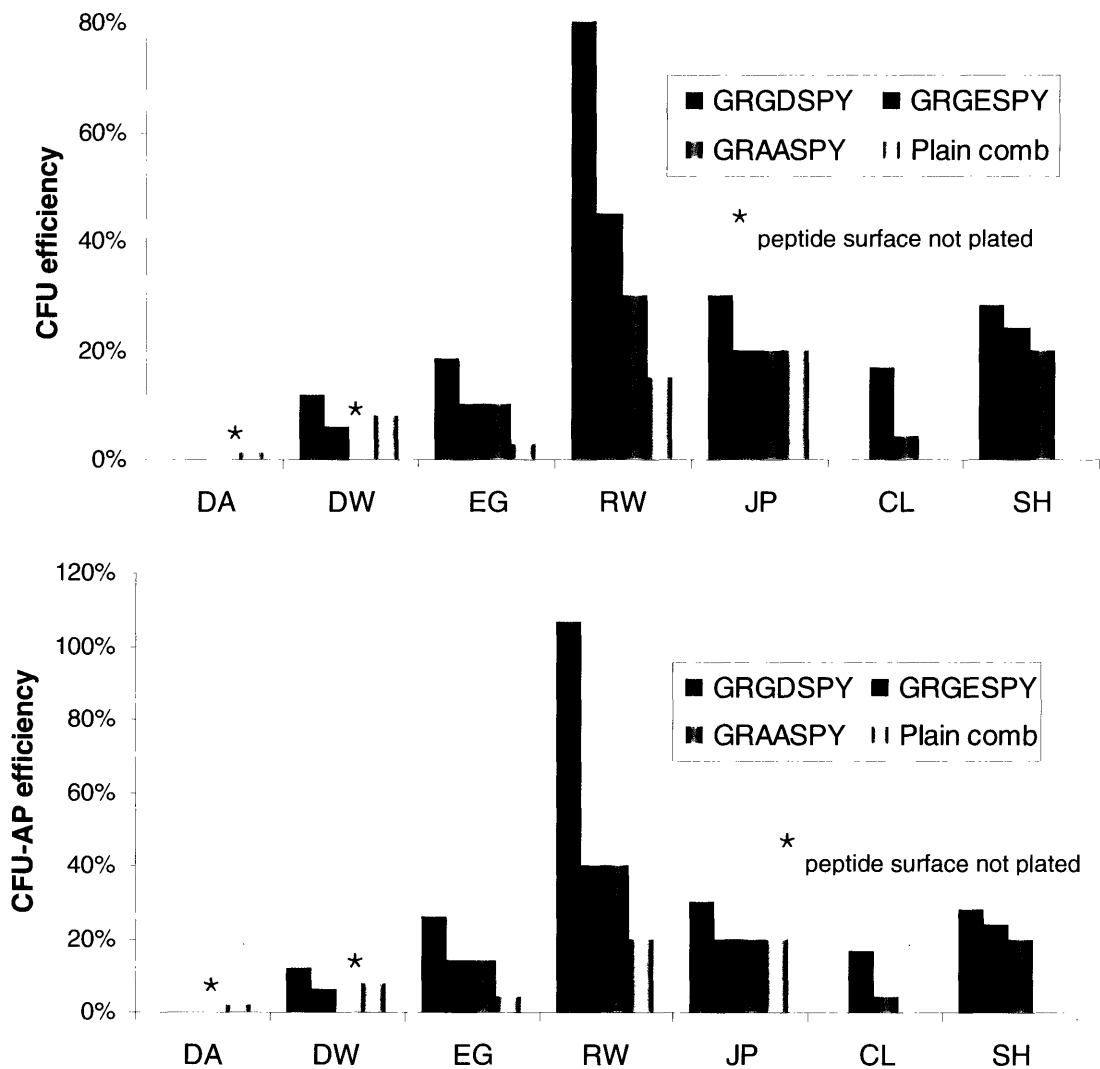 80%
60%
40%
20%
0%
CFU efficiency
GRGDSPY GRGESPY
GRAASPY Plain comb
* peptide surface not plated
*
*
DA DW EG RW JP CL SH
120%
100%
80%
60%
40%
20%
0%
CFU-AP efficiency
GRGDSPY GRGESPY
GRAASPY Plain comb
* peptide surface not plated
*
*
DA DW EG RW JP CL SH